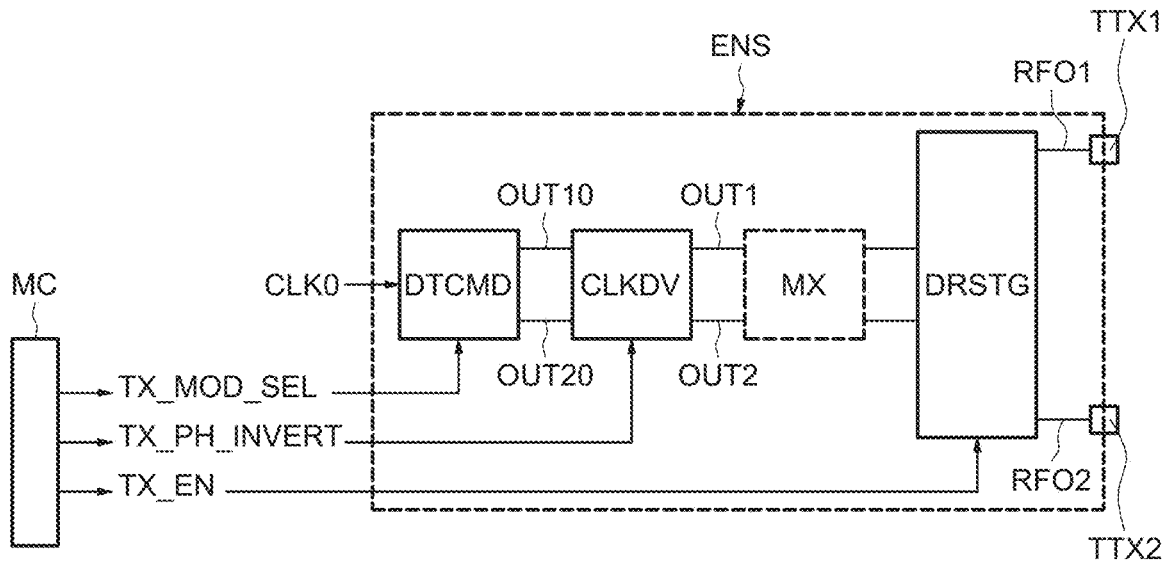 TTX1
ENS
RFO1
OUT10
OUT1
MC
CLK0
DTCMD
CLKDV
MX
DRSTG
OUT20
OUT2
TX_MOD_SEL
TX_PH_INVERT
TX_EN
RFO2
TTX2